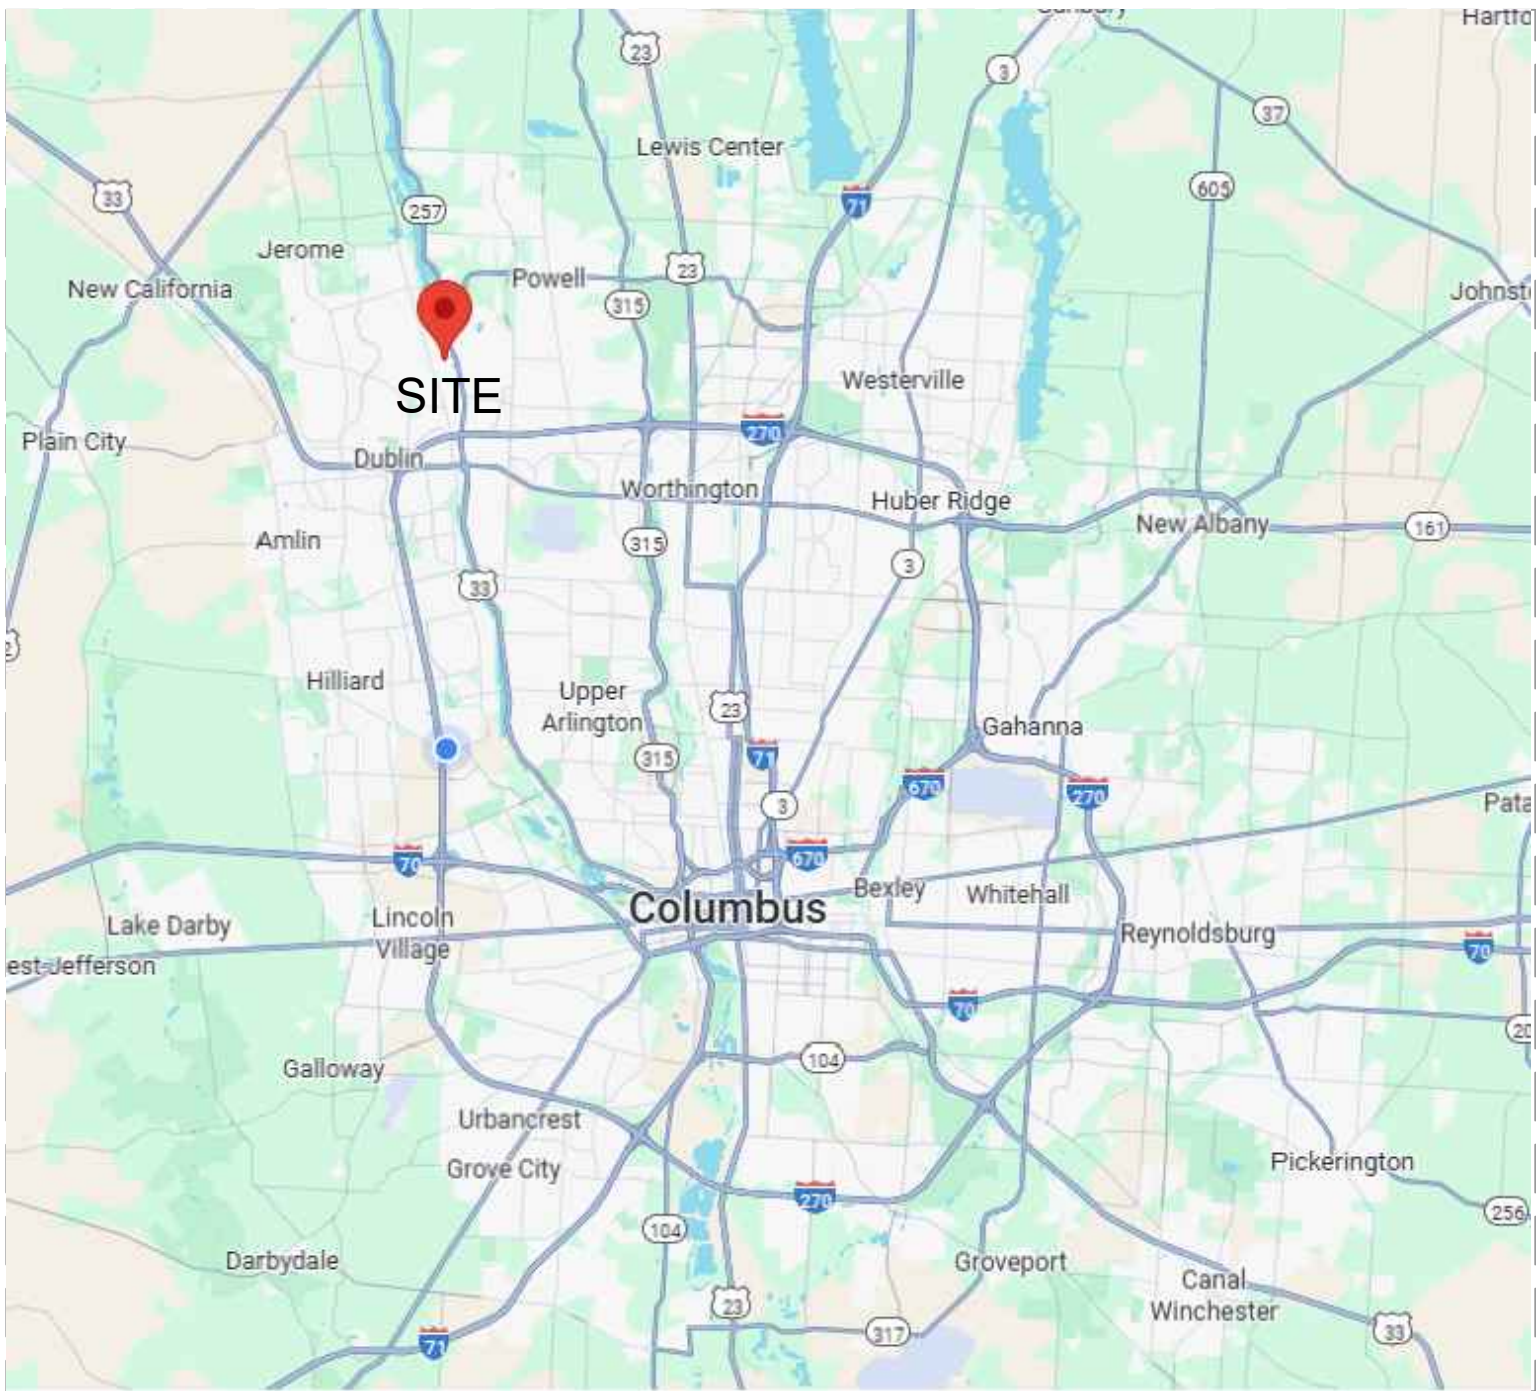 23
Hartfo
3
37
Lewis Center
33
605
71
257
Jerome
Powell
23
New California
Johnst
315
Westerville
SITE
270
Plain City
Dublin
Worthington
Huber Ridge
New Albany
161
Amlin
315
3
33
Hilliard
Upper
Arlington
23
Gahanna
315
71
670
270
3
Pata
70
670
Bexley
Whitehall
Columbus
Lake Darby
Lincoln
Village
Reynoldsburg
est Jefferson
70
70
20
104
Galloway
Urbancrest
Grove City
Pickerington
270
256
104
Darbydale
Groveport
Canal
Winchester
23
317
33
71